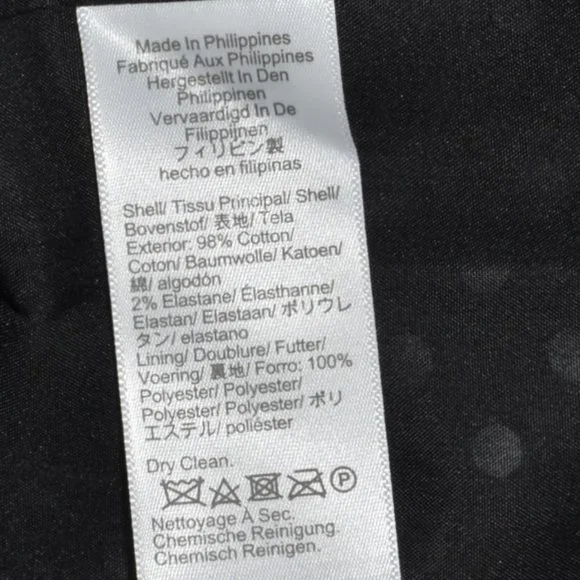 Made In Philippines
Fabriqué Aux Philippines
Hergestellt In Den
Philippinen
Vervaardigd In De
Filippijnen
フィリピン製
hecho en filipinas
Shell/ Tissu Principal/ Shell/
Bovenstof/ 表地/ Tela
Exterior: 98% Cotton/
Coton/ Baumwolle/ Katoen/
綿/ algodón
2% Elastane/ Élasthanne/
Elastan/ Elastaan/ ポリウレ
タン/ elastano
Lining/ Doublure/ Futter/
Voering/ 裏地/ Forro: 100%
Polyester/ Polyester/
Polyester/ Polyester/ ポリ
エステル/ poliéster
Dry Clean.
P
Nettoyage À Sec.
Chemische Reinigung.
Chemisch Reinigen.